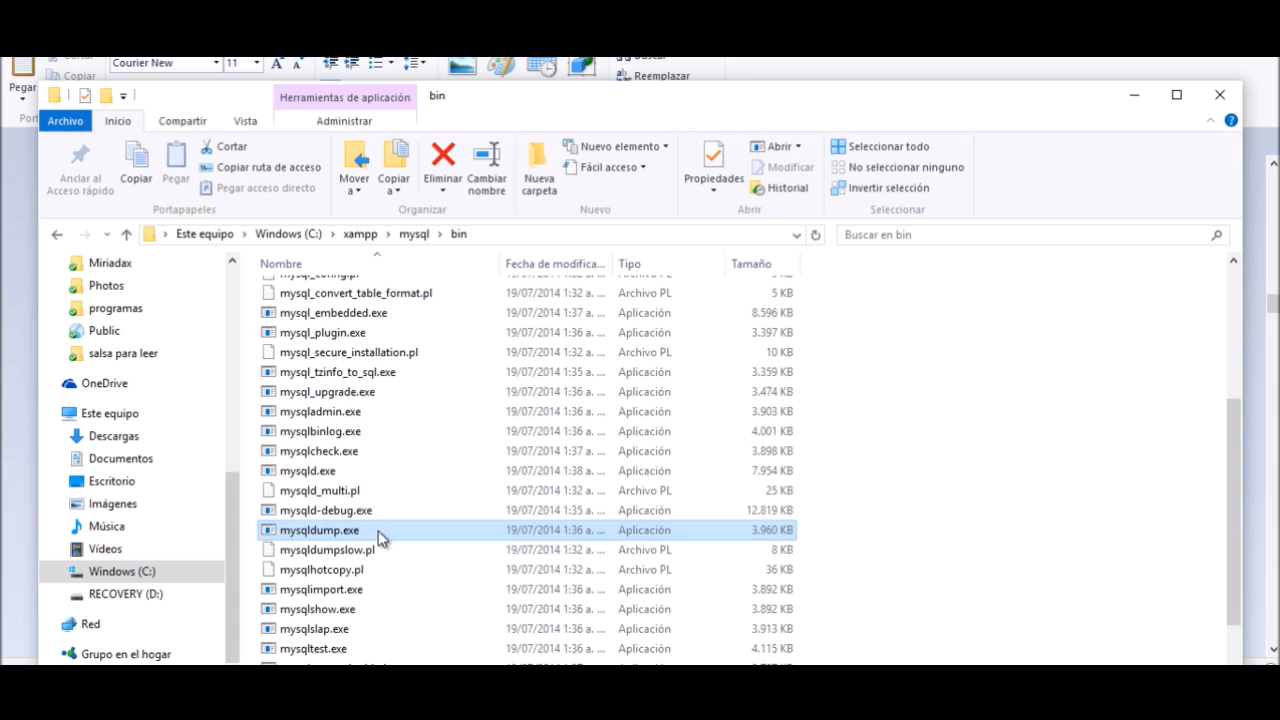 Courier New 11
Copiar
Reemplazar
Pegar
Herramientas de aplicación bin
Archivo Inicio Compartir Vista Administrar
Anclar al Acceso rápido
Copiar
Pegar
Cortar
Copiar ruta de acceso
Pegar acceso directo
Portapapeles
Mover a
Copiar a
Eliminar
Cambiar nombre
Organizar
Nueva carpeta
Nuevo elemento
Fácil acceso
Nuevo
Propiedades
Abrir
Modificar
Historial
Abrir
Seleccionar todo
No seleccionar ninguno
Invertir selección
Seleccionar
Este equipo > Windows (C:) > xampp > mysql > bin
Buscar en bin
Miriadax
Photos
programas
Public
salsa para leer
OneDrive
Este equipo
Descargas
Documentos
Escritorio
Imágenes
Música
Vídeos
Windows (C:)
RECOVERY (D:)
Red
Grupo en el hogar
Nombre Fecha de modifica... Tipo Tamaño
mysql_convert_table_format.pl 19/07/2014 1:32 a. ... Archivo PL 5 KB
mysql_embedded.exe 19/07/2014 1:37 a. ... Aplicación 8.596 KB
mysql_plugin.exe 19/07/2014 1:36 a. ... Aplicación 3.397 KB
mysql_secure_installation.pl 19/07/2014 1:32 a. ... Archivo PL 10 KB
mysql_tzinfo_to_sql.exe 19/07/2014 1:35 a. ... Aplicación 3.359 KB
mysql_upgrade.exe 19/07/2014 1:36 a. ... Aplicación 3.474 KB
mysqladmin.exe 19/07/2014 1:36 a. ... Aplicación 3.903 KB
mysqlbinlog.exe 19/07/2014 1:36 a. ... Aplicación 4.001 KB
mysqlcheck.exe 19/07/2014 1:37 a. ... Aplicación 3.898 KB
mysqld.exe 19/07/2014 1:38 a. ... Aplicación 7.954 KB
mysqld_multi.pl 19/07/2014 1:32 a. ... Archivo PL 25 KB
mysqld-debug.exe 19/07/2014 1:35 a. ... Aplicación 12.819 KB
mysqldump.exe 19/07/2014 1:36 a. ... Aplicación 3.960 KB
mysqldumpslow.pl 19/07/2014 1:32 a. ... Archivo PL 8 KB
mysqlhotcopy.pl 19/07/2014 1:32 a. ... Archivo PL 36 KB
mysqlimport.exe 19/07/2014 1:36 a. ... Aplicación 3.892 KB
mysqlshow.exe 19/07/2014 1:36 a. ... Aplicación 3.892 KB
mysqlslap.exe 19/07/2014 1:36 a. ... Aplicación 3.913 KB
mysqltest.exe 19/07/2014 1:36 a. ... Aplicación 4.115 KB